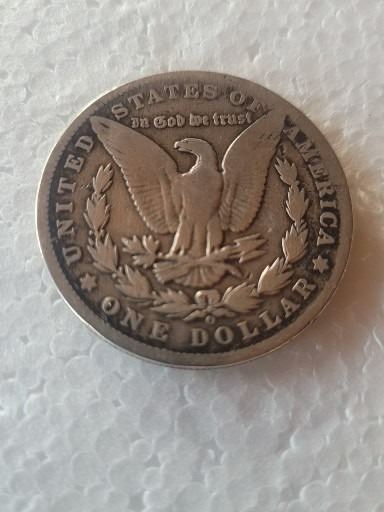 UNITED STATES OF AMERICA
In God we trust
ONE DOLLAR